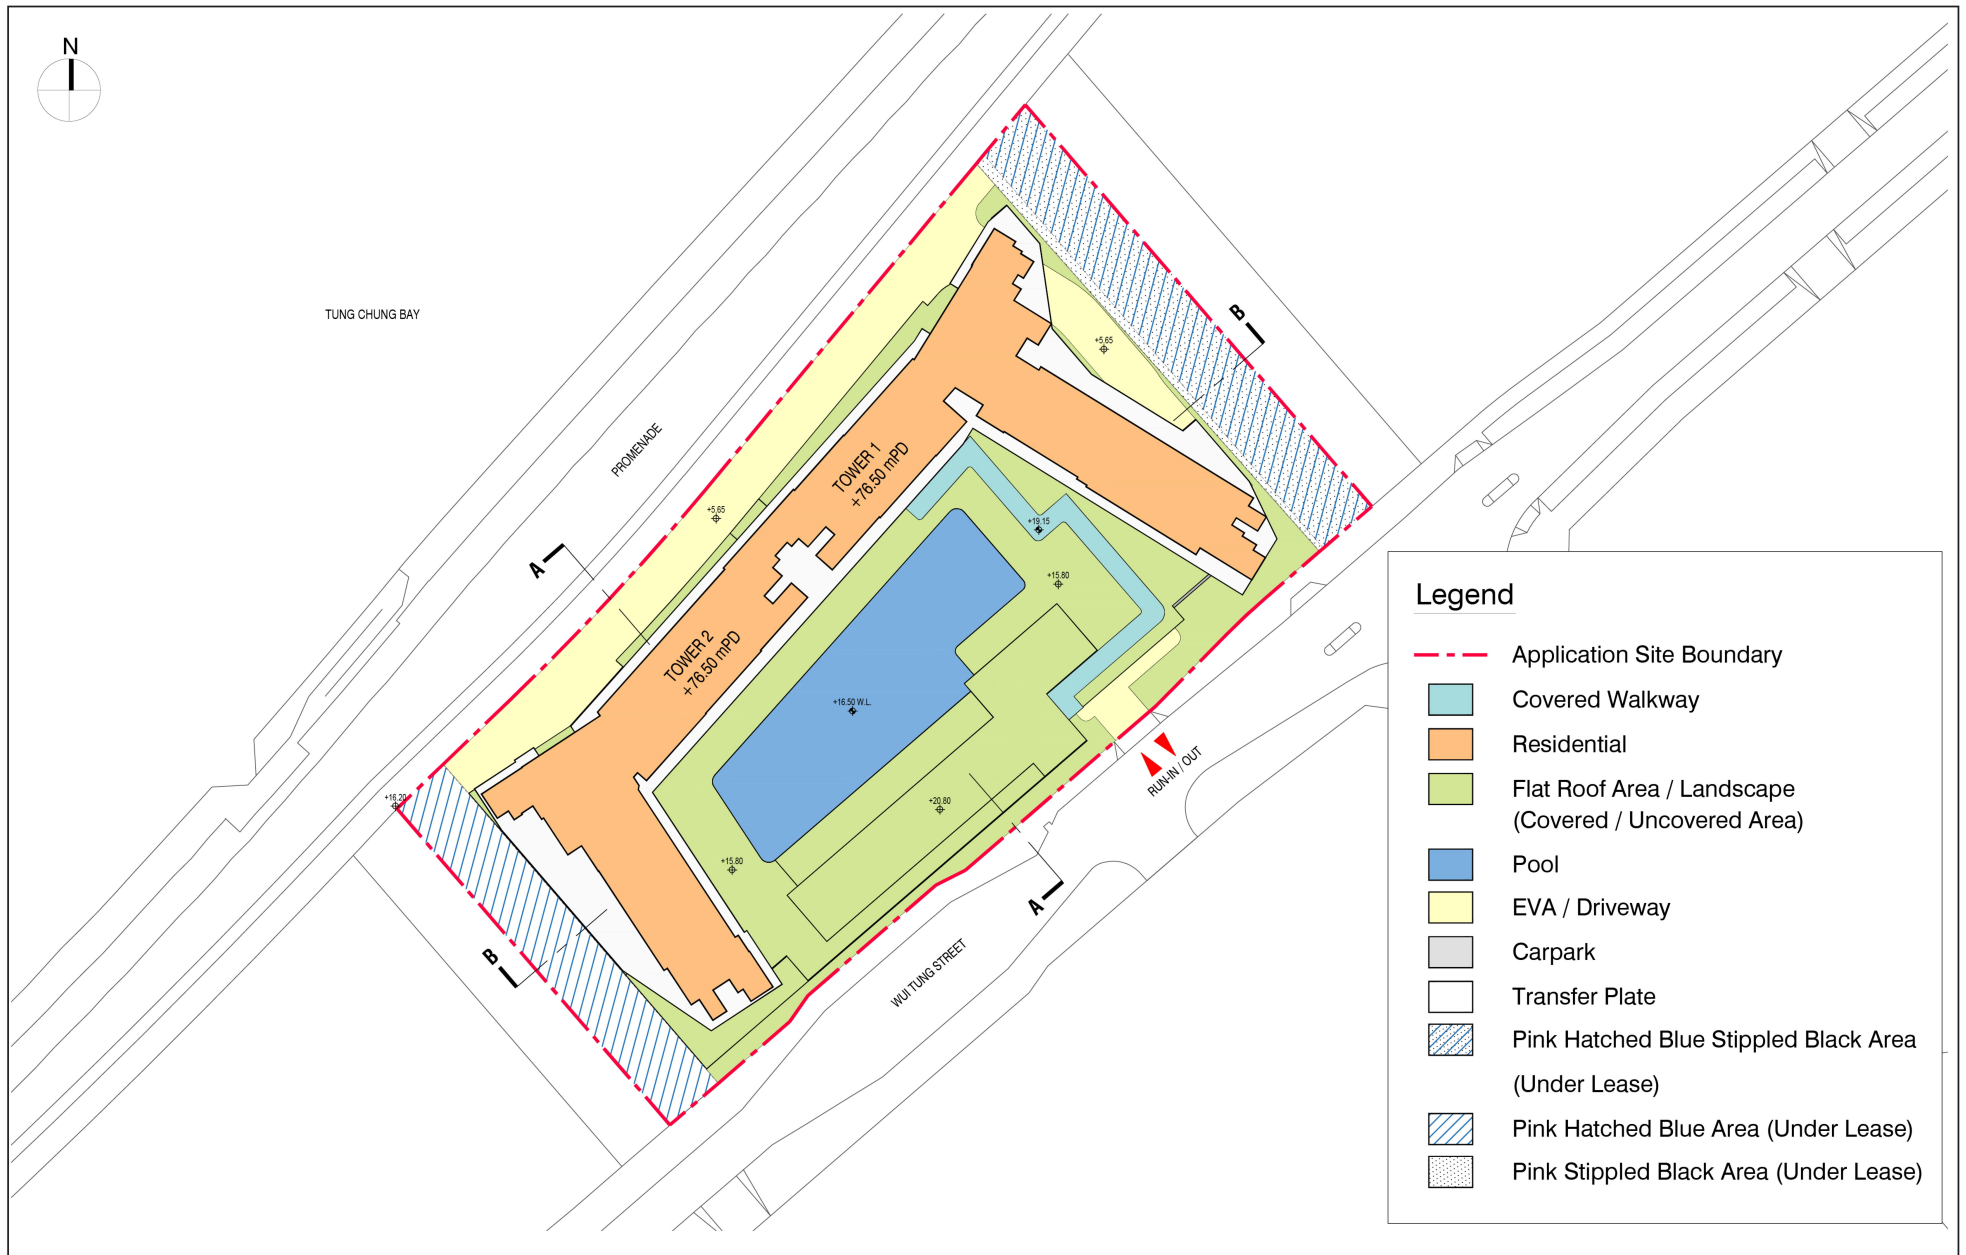 N
TUNG CHUNG BAY
PROMENADE
B
+5.65
+5.65
TOWER 1
+76.50 mPD
+19.15
A
+15.80
TOWER 2
+76.50 mPD
+16.50 W.L.
RUN-IN / OUT
+16.20
+20.80
+15.80
A
B
WUI TUNG STREET
Legend
Application Site Boundary
Covered Walkway
Residential
Flat Roof Area / Landscape
(Covered / Uncovered Area)
Pool
EVA / Driveway
Carpark
Transfer Plate
Pink Hatched Blue Stippled Black Area
(Under Lease)
Pink Hatched Blue Area (Under Lease)
Pink Stippled Black Area (Under Lease)